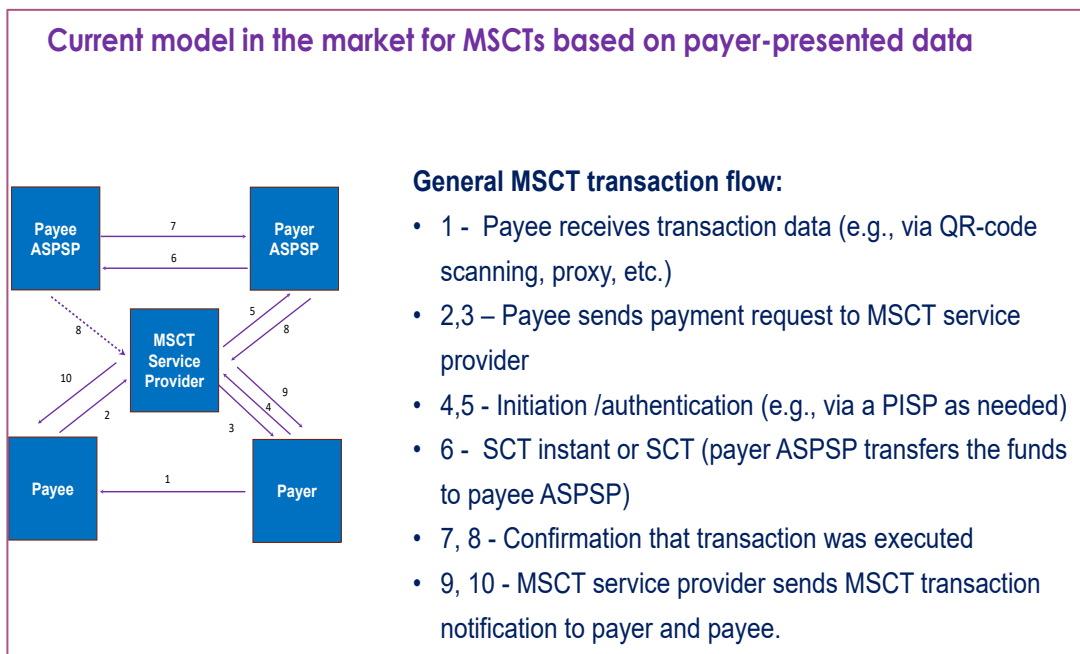 Current model in the market for MSCTs based on payer-presented data
Payee
ASPSP
7
6
Payer
ASPSP
8
MSCT
Service
Provider
5
8
10
2
9
4
3
Payee
1
Payer
General MSCT transaction flow:
• 1 - Payee receives transaction data (e.g., via QR-code
scanning, proxy, etc.)
• 2,3 – Payee sends payment request to MSCT service
provider
• 4,5 - Initiation /authentication (e.g., via a PISP as needed)
• 6 - SCT instant or SCT (payer ASPSP transfers the funds
to payee ASPSP)
• 7, 8 - Confirmation that transaction was executed
• 9, 10 - MSCT service provider sends MSCT transaction
notification to payer and payee.